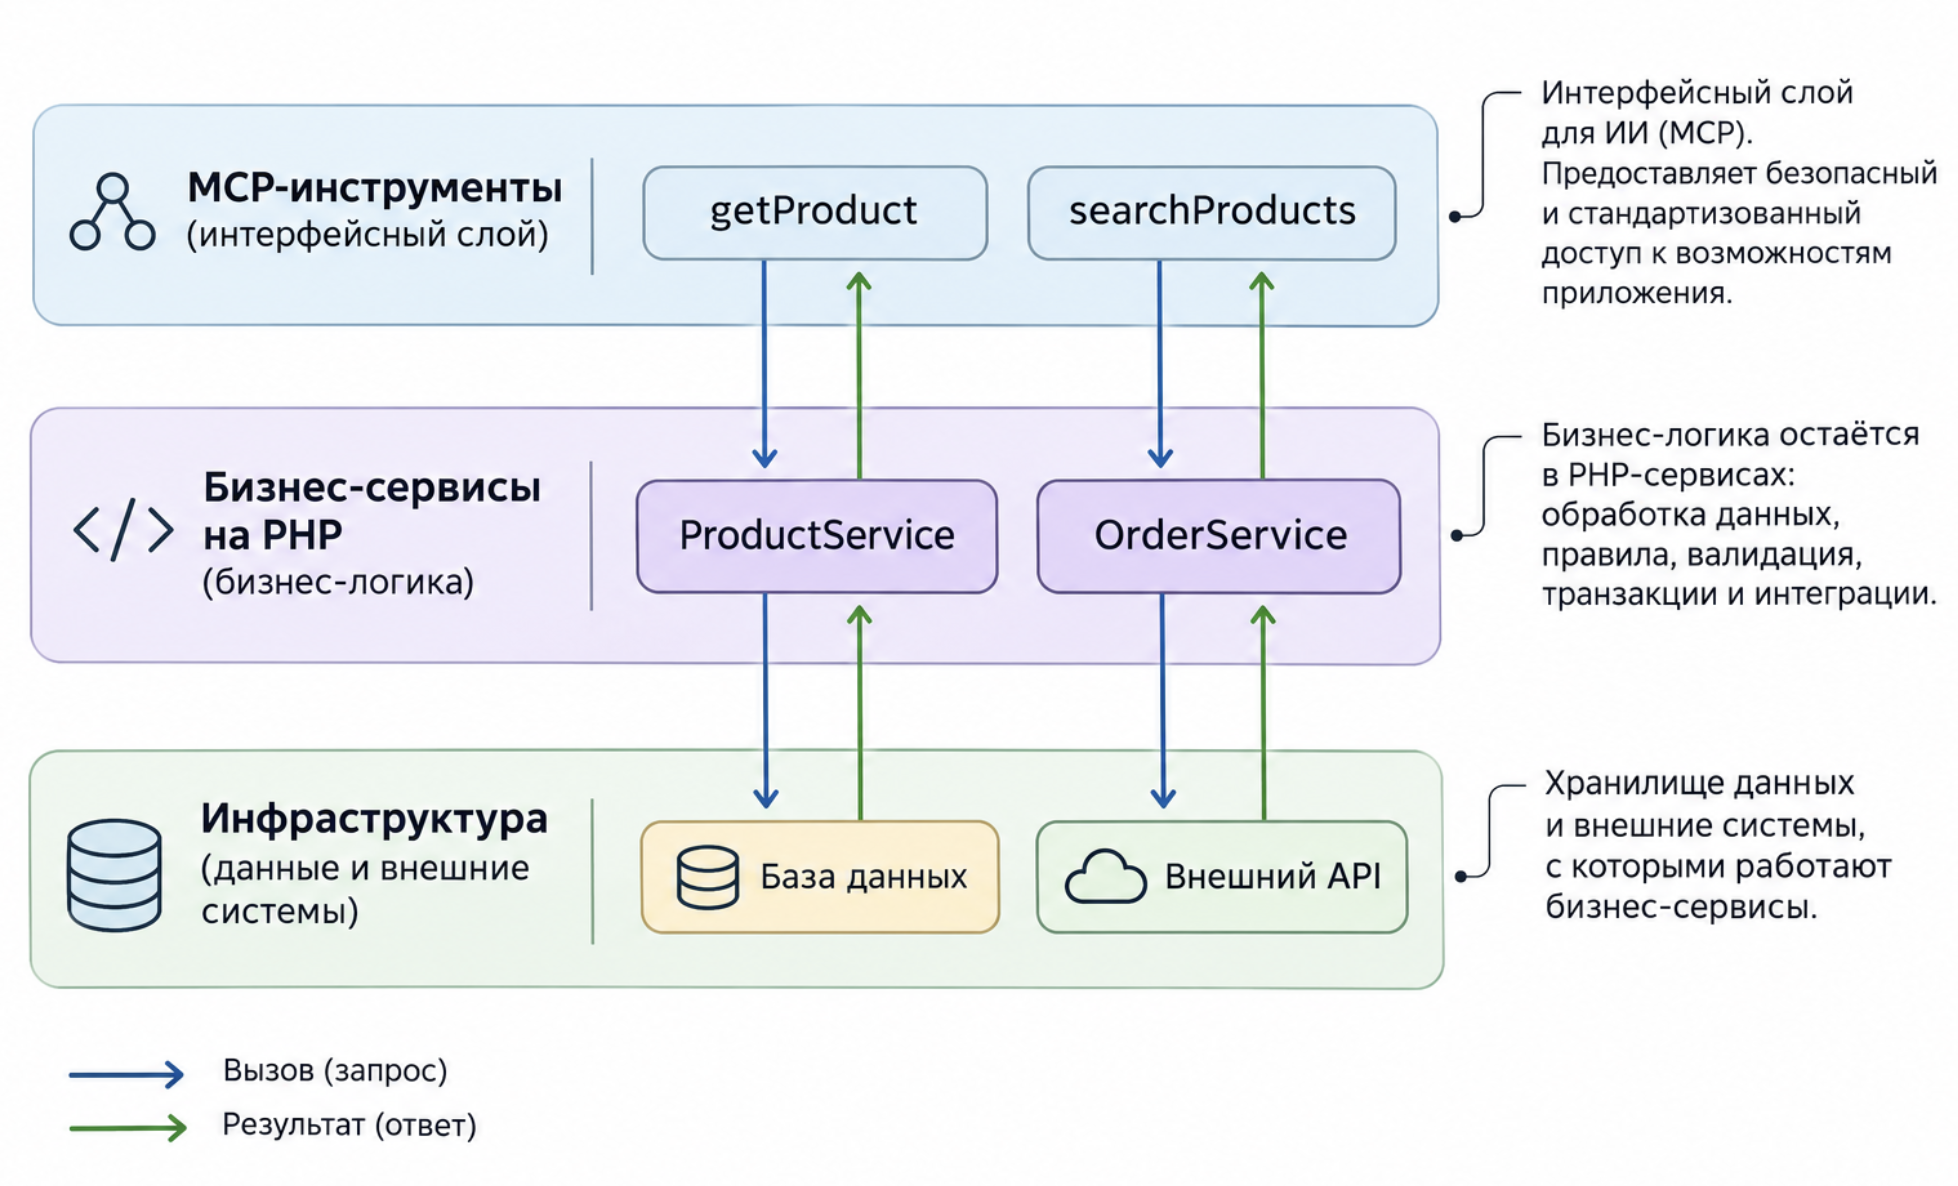 МСР-инструменты
(интерфейсный слой)
getProduct
searchProducts
Интерфейсный слой
для ИИ (MCP).
Предоставляет безопасный
и стандартизованный
доступ к возможностям
приложения.
Бизнес-сервисы
на PHP
(бизнес-логика)
ProductService
OrderService
Бизнес-логика остаётся
в PHP-сервисах:
обработка данных,
правила, валидация,
транзакции и интеграции.
Инфраструктура
(данные и внешние
системы)
База данных
Внешний API
Хранилище данных
и внешние системы,
с которыми работают
бизнес-сервисы.
Вызов (запрос)
Результат (ответ)